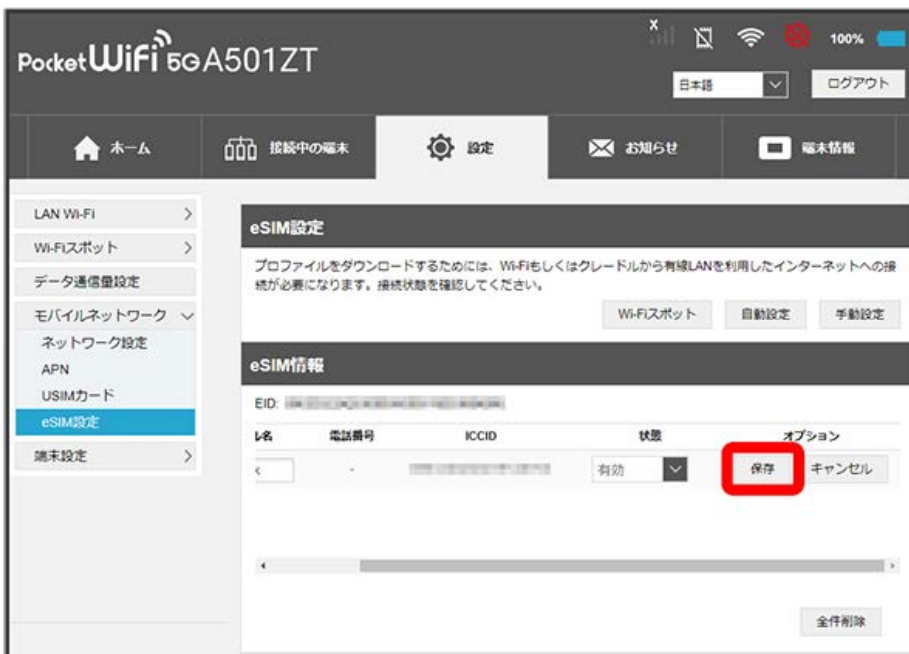 Pocket WiFi 5G A501ZT
X
100%
日本語
ログアウト
ホーム
接続中の端末
設定
お知らせ
端末情報
LAN Wi-Fi
Wi-Fiスポット
データ通信量設定
モバイルネットワーク
ネットワーク設定
APN
USIMカード
eSIM設定
端末設定
eSIM設定
プロファイルをダウンロードするためには、Wi-Fiもしくはクレードルから有線LANを利用したインターネットへの接
続が必要になります。接続状態を確認してください。
Wi-Fiスポット 自動設定 手動設定
eSIM情報
EID:
ル名 電話番号 ICCID 状態 オプション
- 有効 保存 キャンセル
全件削除